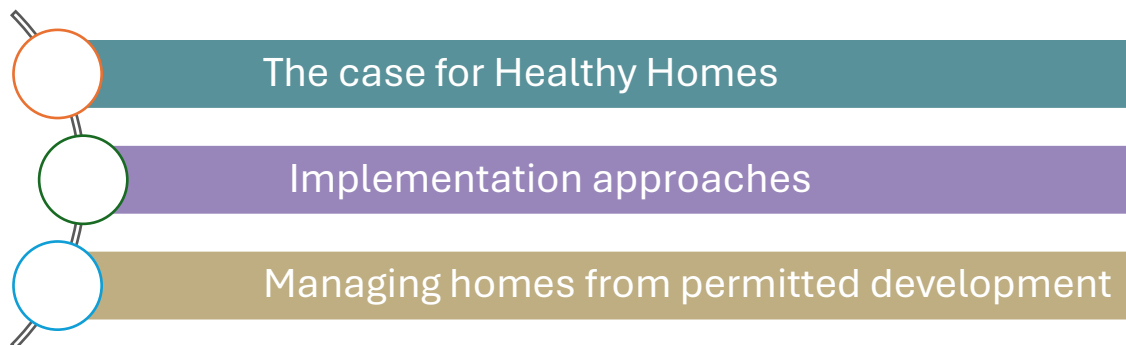 The case for Healthy Homes
Implementation approaches
Managing homes from permitted development